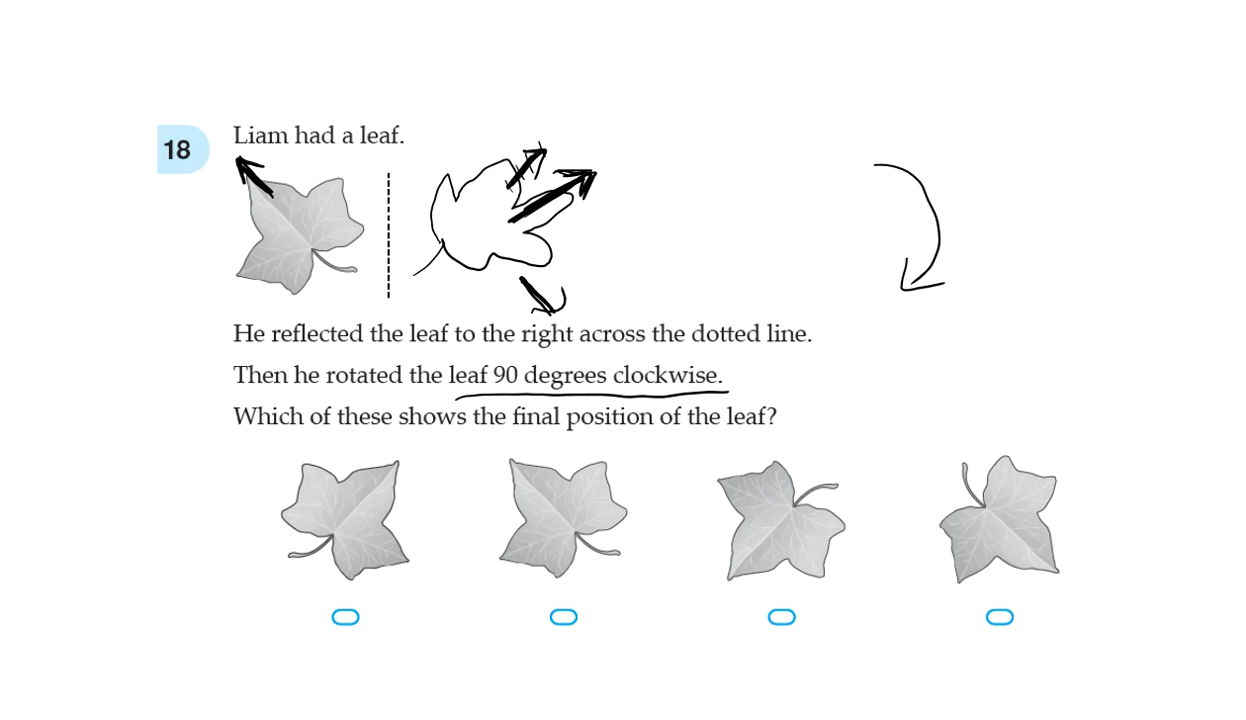 18
Liam had a leaf.
He reflected the leaf to the right across the dotted line.
Then he rotated the leaf 90 degrees clockwise.
Which of these shows the final position of the leaf?